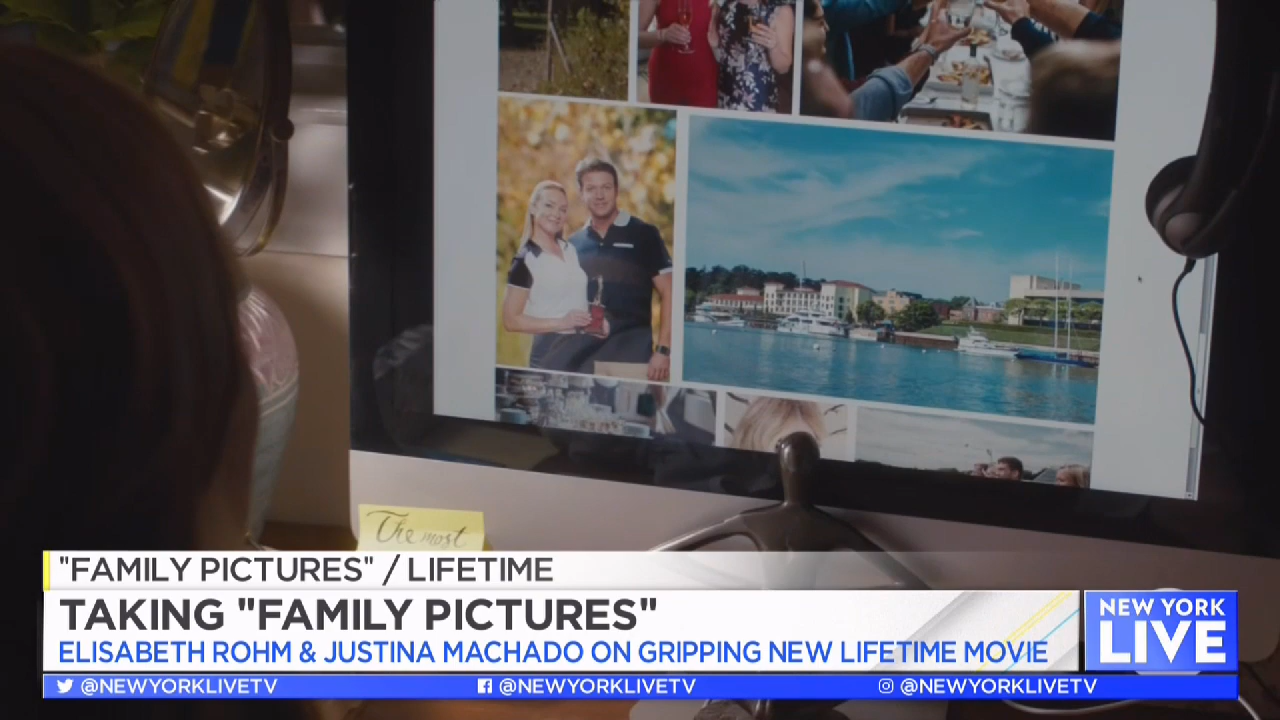 The most
"FAMILY PICTURES" / LIFETIME
TAKING "FAMILY PICTURES"
ELISABETH ROHM & JUSTINA MACHADO ON GRIPPING NEW LIFETIME MOVIE
NEW YORK
LIVE
@NEWYORKLIVETV
@NEWYORKLIVETV
@NEWYORKLIVETV